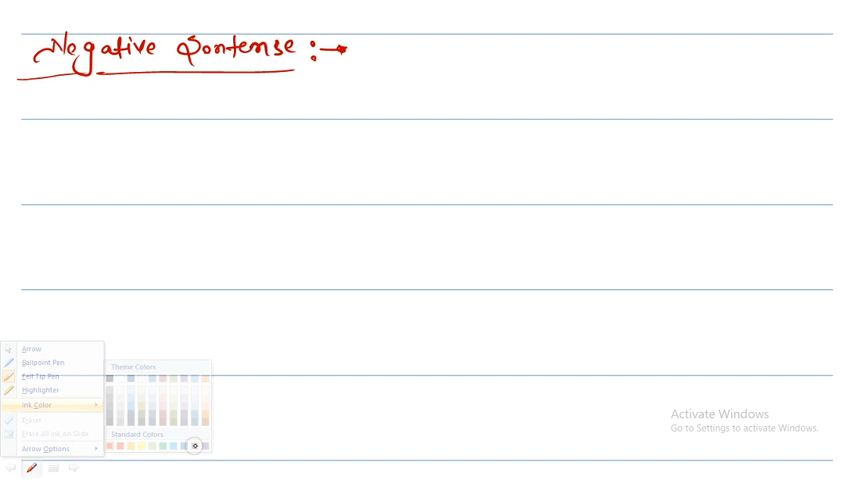 Negative Sentense :→
Arrow
Ballpoint Pen
Felt Tip Pen
Highlighter
Ink Color
Eraser
Erase All Ink on Slide
Arrow Options
Theme Colors
Standard Colors
Activate Windows
Go to Settings to activate Windows.